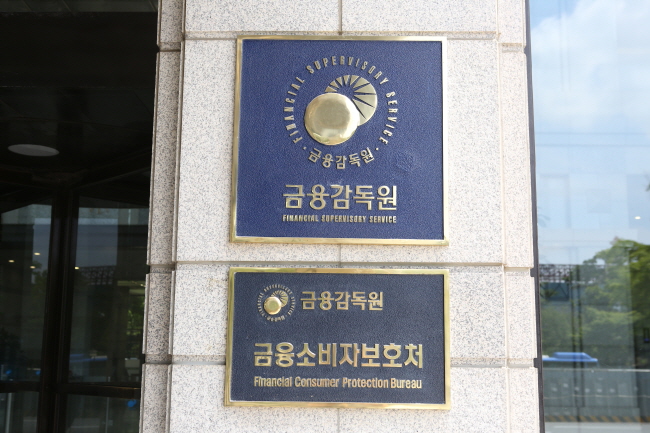 FINANCIAL SUPERVISORY SERVICE
· 금융감독원 ·
금융감독원
FINANCIAL SUPERVISORY SERVICE
금융감독원
금융소비자보호처
Financial Consumer Protection Bureau